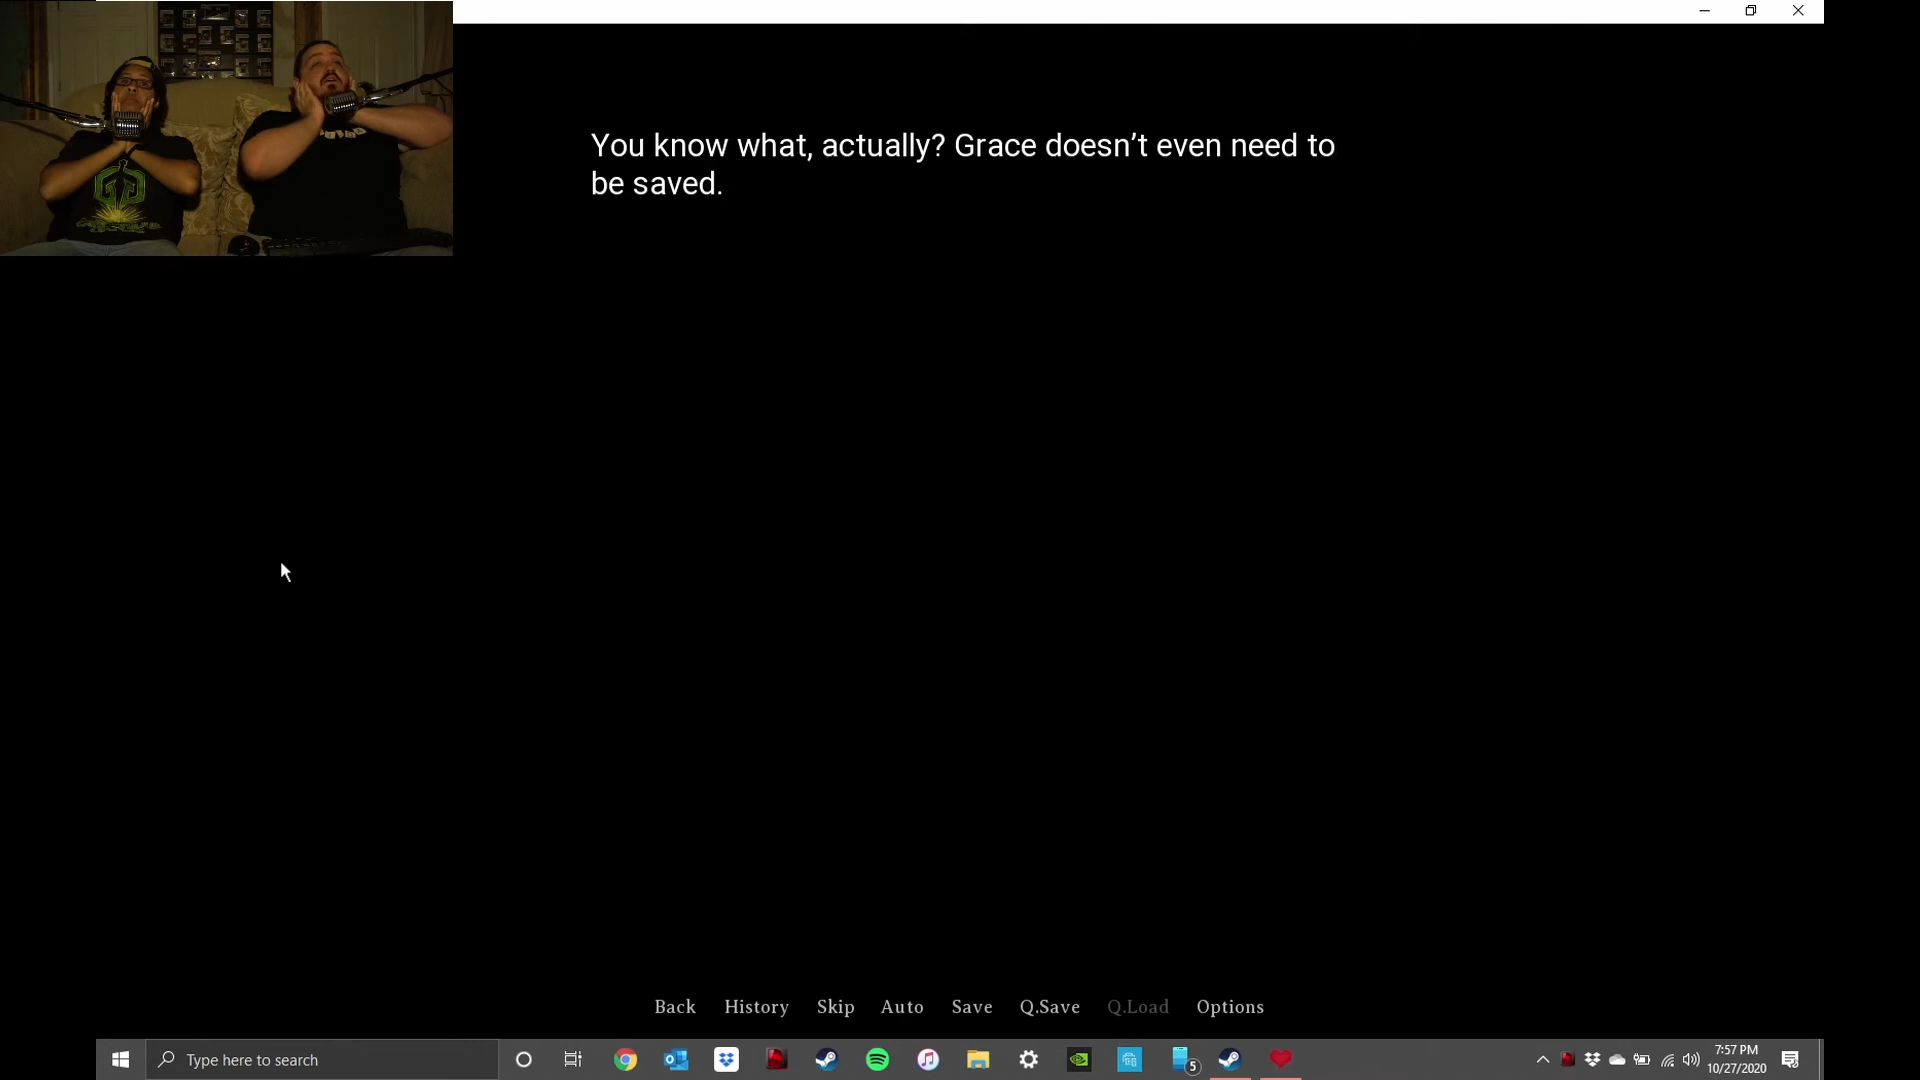 You know what, actually? Grace doesn’t even need to
be saved.
Back History Skip Auto Save Q.Save Q.Load Options
Type here to search
5
7:57 PM
10/27/2020